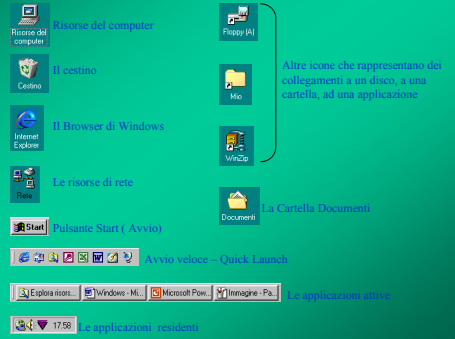 Risorse del
computer
Risorse del computer
Cestino
Il cestino
Internet
Explorer
Il Browser di Windows
Rete
Le risorse di rete
Start
Pulsante Start ( Avvio)
Avvio veloce – Quick Launch
Esplora risors...
Windows - Mi...
Microsoft Pow...
Immagine - Pa...
Le applicazioni attive
17.58
Le applicazioni residenti
Floppy (A)
Mio
WinZip
Altre icone che rappresentano dei
collegamenti a un disco, a una
cartella, ad una applicazione
Documenti
La Cartella Documenti